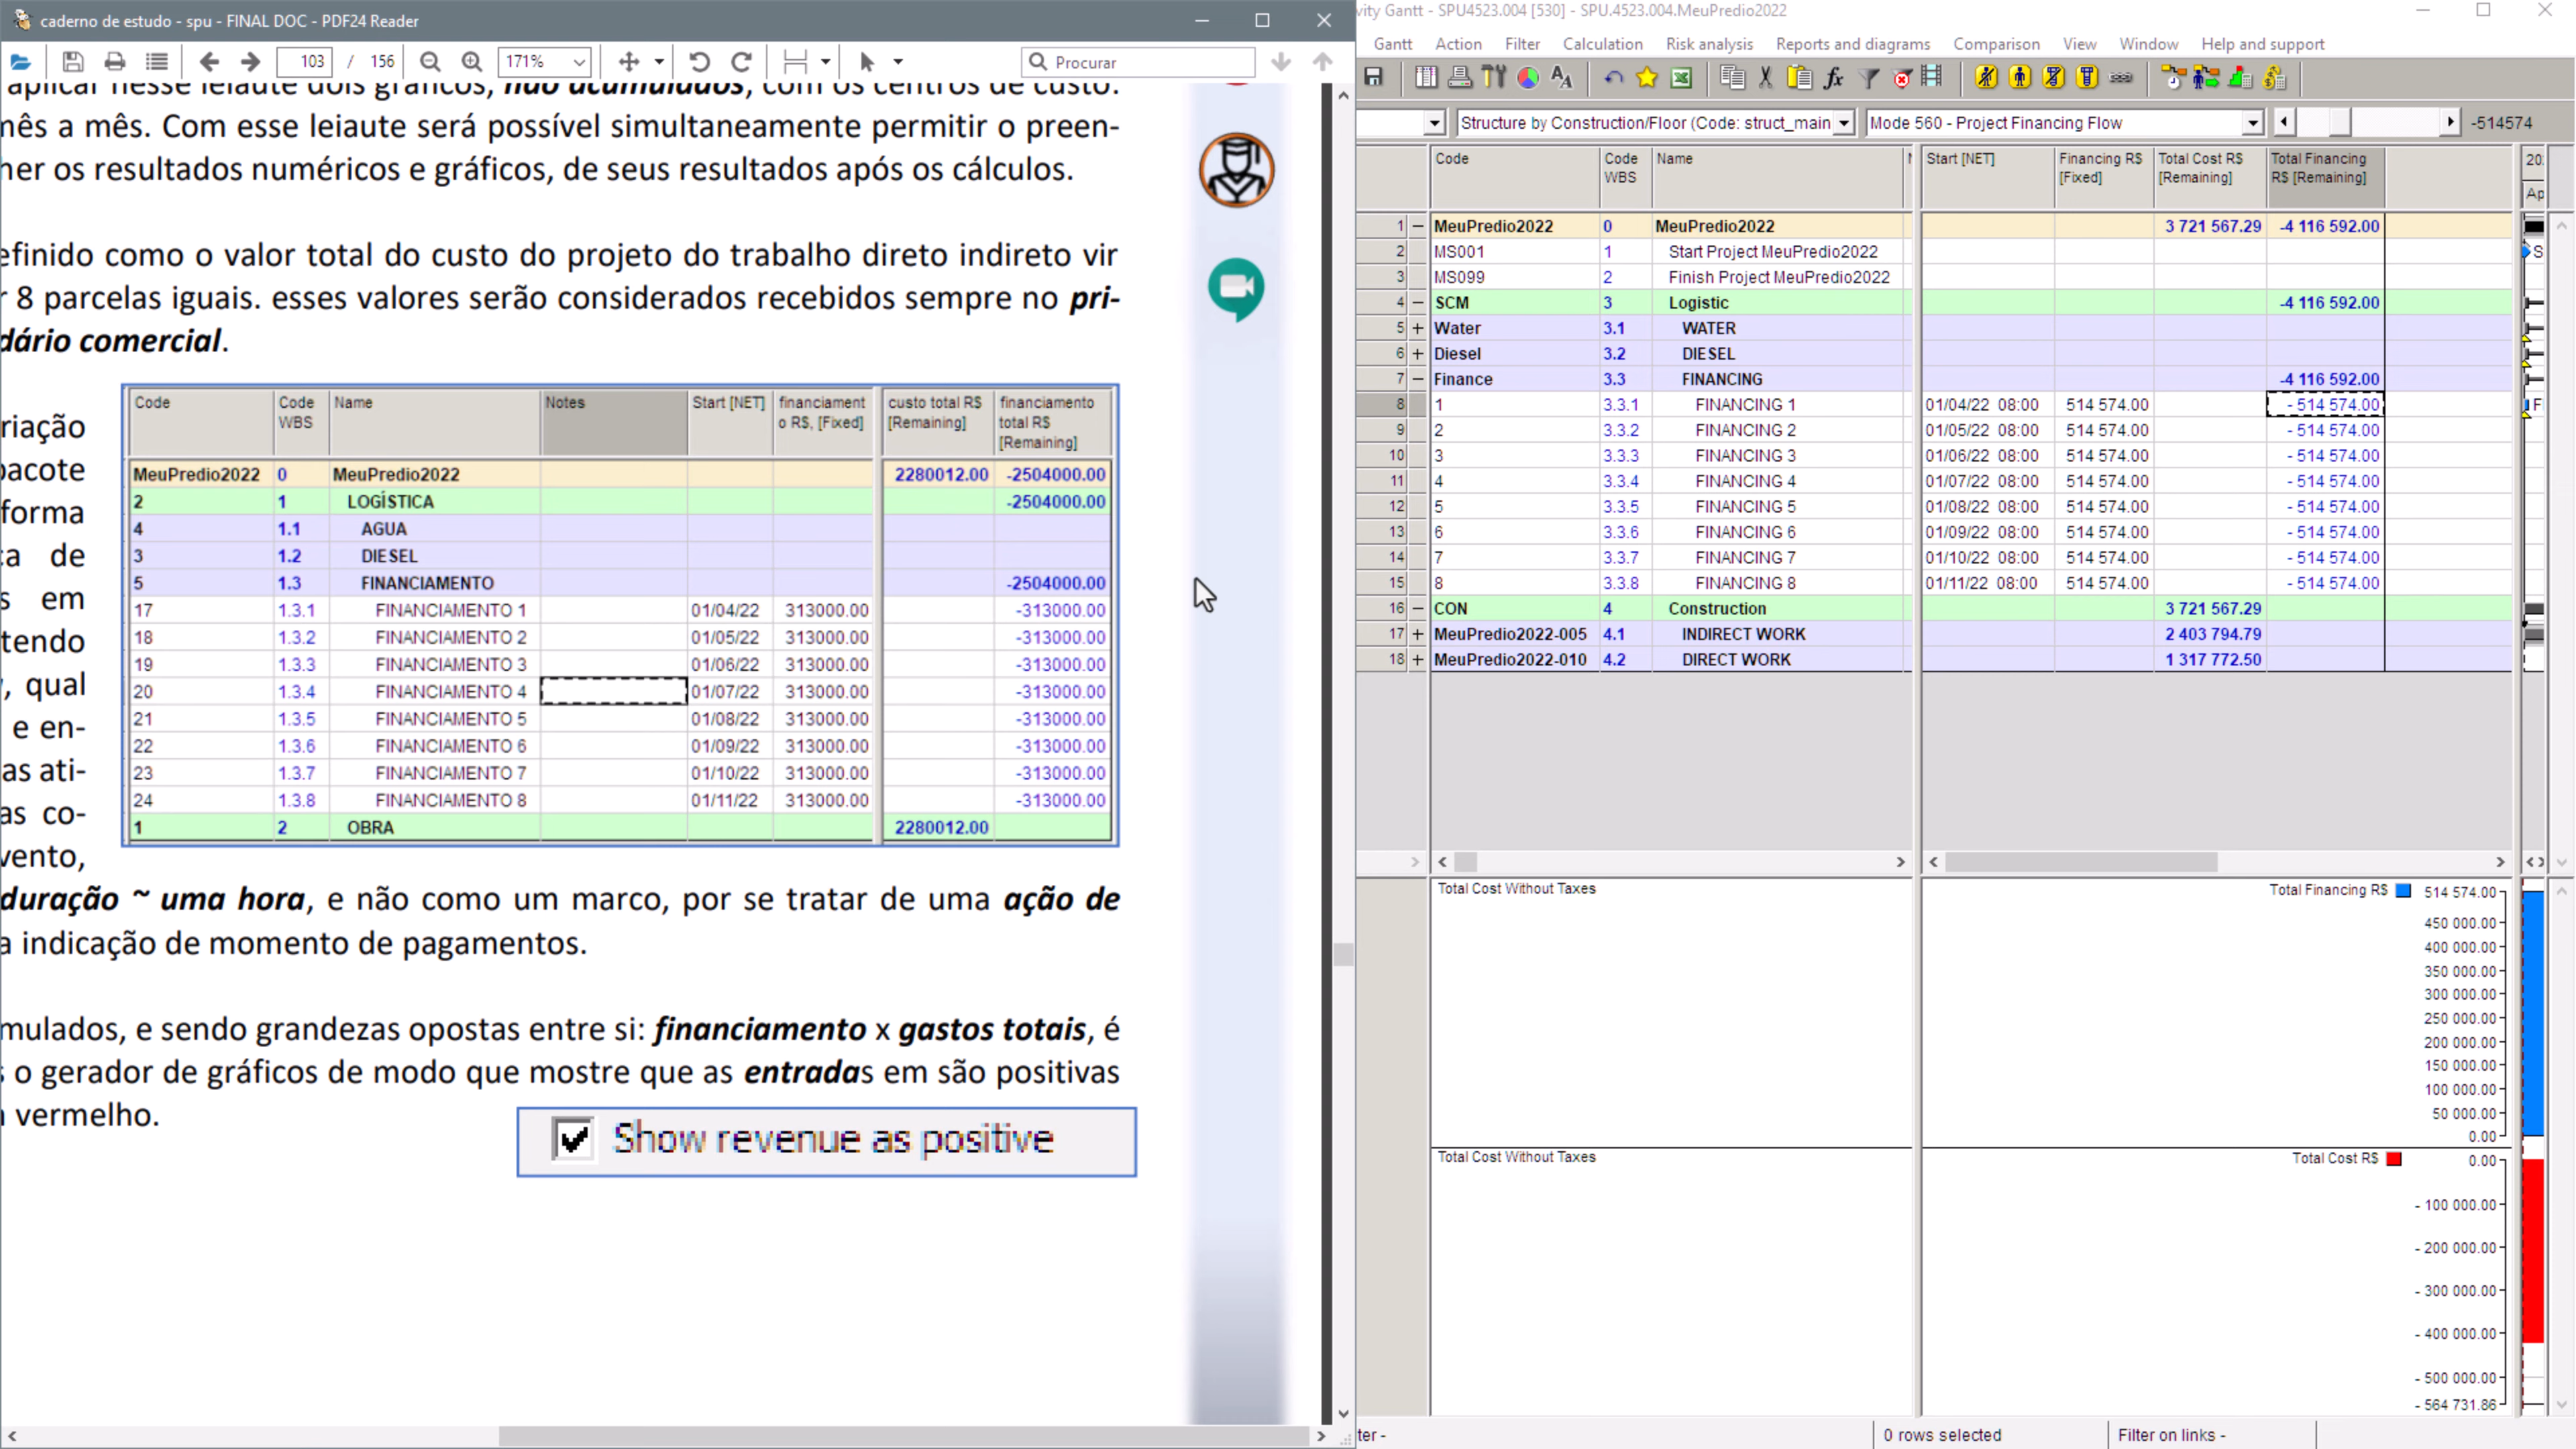 caderno de estudo - spu - FINAL DOC - PDF24 Reader
103 / 156
171%
Procurar
aplicar nesse leiaute dois gráficos, não acumulados, com os centros de custo.
mês a mês. Com esse leiaute será possível simultaneamente permitir o preen-
her os resultados numéricos e gráficos, de seus resultados após os cálculos.
efinido como o valor total do custo do projeto do trabalho direto indireto vir
r 8 parcelas iguais. esses valores serão considerados recebidos sempre no pri-
dário comercial.
riação
pacote
forma
ça de
s em
tendo
, qual
e en-
as ati-
as co-
vento,
Code Code WBS Name Notes Start [NET] financiament o R$, [Fixed] custo total R$ [Remaining] financiamento total R$ [Remaining]
MeuPredio2022 0 MeuPredio2022 2280012.00 -2504000.00
2 1 LOGÍSTICA -2504000.00
4 1.1 AGUA
3 1.2 DIESEL
5 1.3 FINANCIAMENTO -2504000.00
17 1.3.1 FINANCIAMENTO 1 01/04/22 313000.00 -313000.00
18 1.3.2 FINANCIAMENTO 2 01/05/22 313000.00 -313000.00
19 1.3.3 FINANCIAMENTO 3 01/06/22 313000.00 -313000.00
20 1.3.4 FINANCIAMENTO 4 01/07/22 313000.00 -313000.00
21 1.3.5 FINANCIAMENTO 5 01/08/22 313000.00 -313000.00
22 1.3.6 FINANCIAMENTO 6 01/09/22 313000.00 -313000.00
23 1.3.7 FINANCIAMENTO 7 01/10/22 313000.00 -313000.00
24 1.3.8 FINANCIAMENTO 8 01/11/22 313000.00 -313000.00
1 2 OBRA 2280012.00
duração ~ uma hora, e não como um marco, por se tratar de uma ação de
a indicação de momento de pagamentos.
mulados, e sendo grandezas opostas entre si: financiamento x gastos totais, é
s o gerador de gráficos de modo que mostre que as entradas em são positivas
vermelho.
Show revenue as positive
vity Gantt - SPU4523.004 [530] - SPU.4523.004.MeuPredio2022
Gantt Action Filter Calculation Risk analysis Reports and diagrams Comparison View Window Help and support
Structure by Construction/Floor (Code: struct_main Mode 560 - Project Financing Flow -514574
Code Code WBS Name Start [NET] Financing R$ [Fixed] Total Cost R$ [Remaining] Total Financing R$ [Remaining] 20 Ap
1 MeuPredio2022 0 MeuPredio2022 3 721 567.29 -4 116 592.00
2 MS001 1 Start Project MeuPredio2022 S
3 MS099 2 Finish Project MeuPredio2022
4 SCM 3 Logistic -4 116 592.00
5 Water 3.1 WATER
6 Diesel 3.2 DIESEL
7 Finance 3.3 FINANCING -4 116 592.00
8 1 3.3.1 FINANCING 1 01/04/22 08:00 514 574.00 - 514 574.00 F
9 2 3.3.2 FINANCING 2 01/05/22 08:00 514 574.00 - 514 574.00
10 3 3.3.3 FINANCING 3 01/06/22 08:00 514 574.00 - 514 574.00
11 4 3.3.4 FINANCING 4 01/07/22 08:00 514 574.00 - 514 574.00
12 5 3.3.5 FINANCING 5 01/08/22 08:00 514 574.00 - 514 574.00
13 6 3.3.6 FINANCING 6 01/09/22 08:00 514 574.00 - 514 574.00
14 7 3.3.7 FINANCING 7 01/10/22 08:00 514 574.00 - 514 574.00
15 8 3.3.8 FINANCING 8 01/11/22 08:00 514 574.00 - 514 574.00
16 CON 4 Construction 3 721 567.29
17 MeuPredio2022-005 4.1 INDIRECT WORK 2 403 794.79
18 MeuPredio2022-010 4.2 DIRECT WORK 1 317 772.50
Total Cost Without Taxes Total Financing R$ 514 574.00
450 000.00
400 000.00
350 000.00
300 000.00
250 000.00
200 000.00
150 000.00
100 000.00
50 000.00
0.00
Total Cost Without Taxes Total Cost R$ 0.00
- 100 000.00
- 200 000.00
- 300 000.00
- 400 000.00
- 500 000.00
- 564 731.86
ter - 0 rows selected Filter on links -